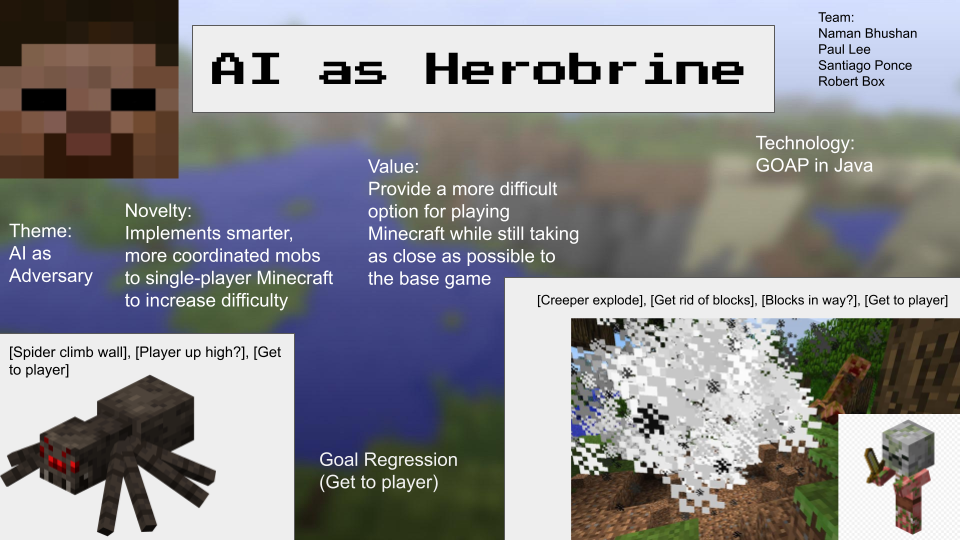 AI as Herobrine
Team:
Naman Bhushan
Paul Lee
Santiago Ponce
Robert Box
Technology:
GOAP in Java
Value:
Provide a more difficult
option for playing
Minecraft while still taking
as close as possible to
the base game
Novelty:
Implements smarter,
more coordinated mobs
to single-player Minecraft
to increase difficulty
Theme:
AI as
Adversary
[Creeper explode], [Get rid of blocks], [Blocks in way?], [Get to player]
[Spider climb wall], [Player up high?], [Get
to player]
Goal Regression
(Get to player)